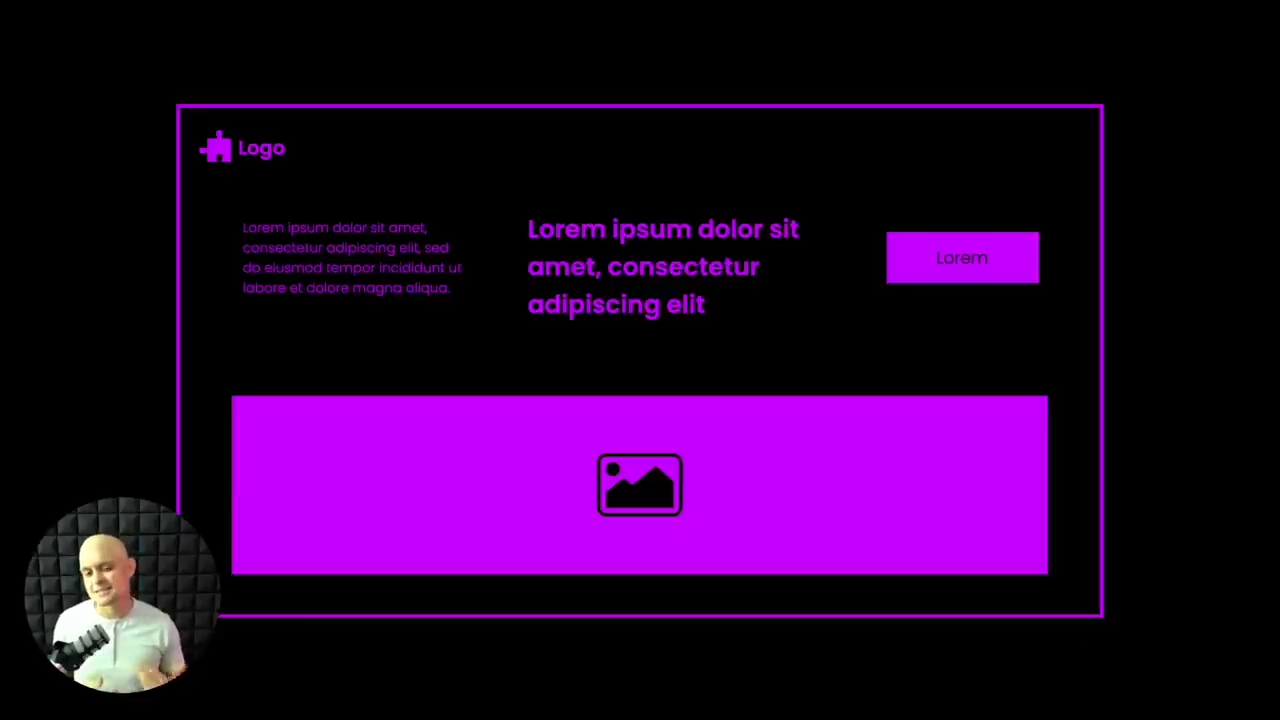 Logo
Lorem ipsum dolor sit amet,
consectetur adipiscing elit, sed
do eiusmod tempor incididunt ut
labore et dolore magna aliqua.
Lorem ipsum dolor sit
amet, consectetur
adipiscing elit
Lorem